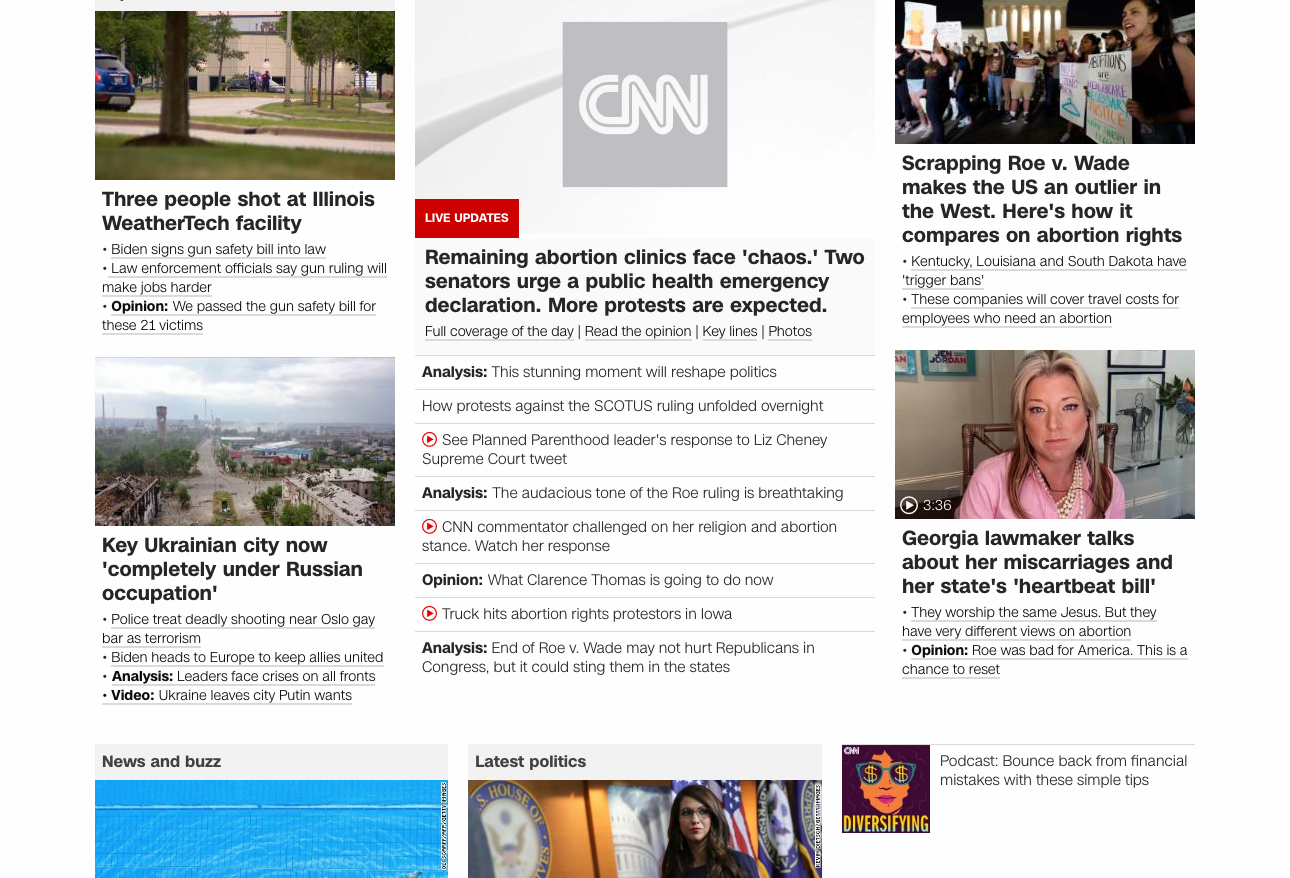 Three people shot at Illinois
WeatherTech facility
• Biden signs gun safety bill into law
• Law enforcement officials say gun ruling will
make jobs harder
• Opinion: We passed the gun safety bill for
these 21 victims
Key Ukrainian city now
'completely under Russian
occupation'
• Police treat deadly shooting near Oslo gay
bar as terrorism
• Biden heads to Europe to keep allies united
• Analysis: Leaders face crises on all fronts
• Video: Ukraine leaves city Putin wants
CNN
LIVE UPDATES
Remaining abortion clinics face 'chaos.' Two
senators urge a public health emergency
declaration. More protests are expected.
Full coverage of the day | Read the opinion | Key lines | Photos
Analysis: This stunning moment will reshape politics
How protests against the SCOTUS ruling unfolded overnight
See Planned Parenthood leader's response to Liz Cheney
Supreme Court tweet
Analysis: The audacious tone of the Roe ruling is breathtaking
CNN commentator challenged on her religion and abortion
stance. Watch her response
Opinion: What Clarence Thomas is going to do now
Truck hits abortion rights protestors in Iowa
Analysis: End of Roe v. Wade may not hurt Republicans in
Congress, but it could sting them in the states
ABORTIONS
are
HEALTHCARE
NECESSARY
JUSTICE
Scrapping Roe v. Wade
makes the US an outlier in
the West. Here's how it
compares on abortion rights
• Kentucky, Louisiana and South Dakota have
'trigger bans'
• These companies will cover travel costs for
employees who need an abortion
JEN
JORDAN
3:36
Georgia lawmaker talks
about her miscarriages and
her state's 'heartbeat bill'
• They worship the same Jesus. But they
have very different views on abortion
• Opinion: Roe was bad for America. This is a
chance to reset
News and buzz
Latest politics
U.S. HOUSE OF
CNN
DIVERSIFYING
Podcast: Bounce back from financial
mistakes with these simple tips